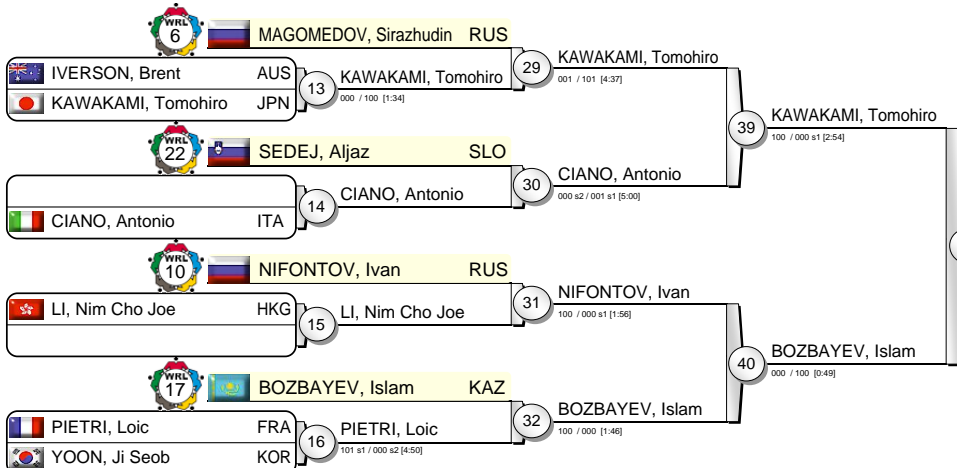 WRL
6
MAGOMEDOV, Sirazhudin RUS
IVERSON, Brent AUS
KAWAKAMI, Tomohiro JPN
13
KAWAKAMI, Tomohiro
000 / 100 [1:34]
29
KAWAKAMI, Tomohiro
001 / 101 [4:37]
WRL
22
SEDEJ, Aljaz SLO
CIANO, Antonio ITA
14
CIANO, Antonio
30
CIANO, Antonio
000 s2 / 001 s1 [5:00]
39
KAWAKAMI, Tomohiro
100 / 000 s1 [2:54]
WRL
10
NIFONTOV, Ivan RUS
LI, Nim Cho Joe HKG
15
LI, Nim Cho Joe
31
NIFONTOV, Ivan
100 / 000 s1 [1:56]
WRL
17
BOZBAYEV, Islam KAZ
PIETRI, Loic FRA
YOON, Ji Seob KOR
16
PIETRI, Loic
101 s1 / 000 s2 [4:50]
32
BOZBAYEV, Islam
100 / 000 [1:46]
40
BOZBAYEV, Islam
000 / 100 [0:49]